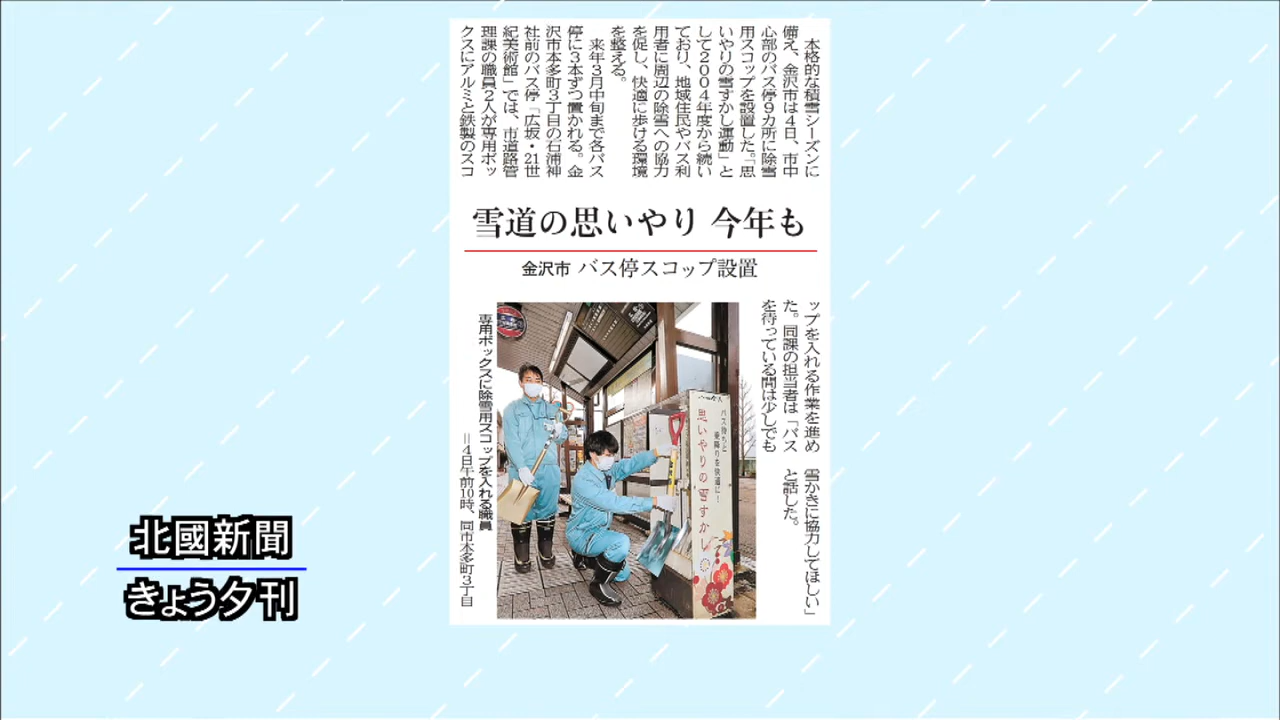 本格的な積雪シーズンに
備え、金沢市は4日、市中
心部のバス停9カ所に除雪
用スコップを設置した。「思
いやりの雪すかし運動」と
して2004年度から続い
ており、地域住民やバス利
用者に周辺の除雪への協力
を促し、快適に歩ける環境
を整える。
来年3月中旬まで各バス
停に3本ずつ置かれる。金
沢市本多町3丁目の石浦神
社前のバス停「広坂・21世
紀美術館」では、市道路管
理課の職員2人が専用ボッ
クスにアルミと鉄製のスコ
ップを入れる作業を進め
た。同課の担当者は「バス
を待っている間は少しでも
雪かきに協力してほしい」
と話した。
雪道の思いやり 今年も
金沢市 バス停スコップ設置
バス待ちと
乗降りを快適に!
思いやりの雪すかし
専用ボックスに除雪用スコップを入れる職員
=4日午前10時、同市本多町3丁目
北國新聞
きょう夕刊